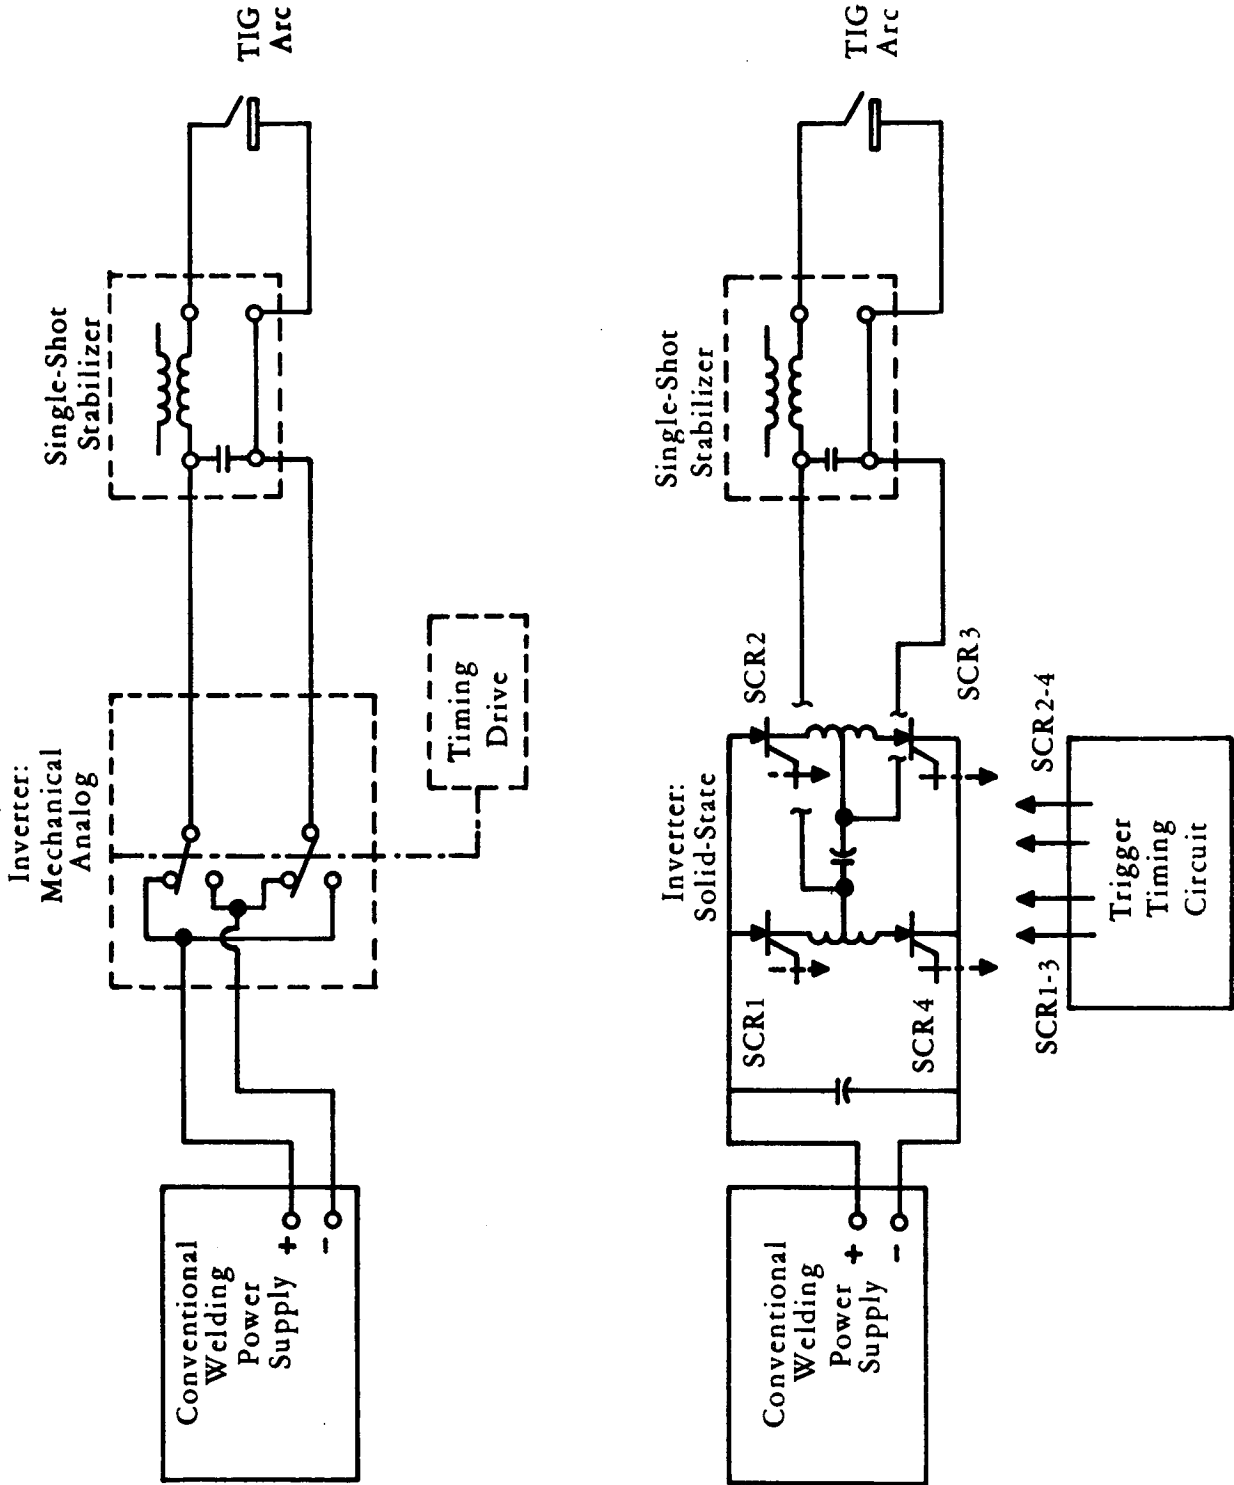 Conventional
Welding
Power
Supply
+
-
Inverter:
Mechanical
Analog
Timing
Drive
Single-Shot
Stabilizer
TIG
Arc
Conventional
Welding
Power
Supply
+
-
Inverter:
Solid-State
SCR1
SCR2
SCR4
SCR3
SCR1-3
SCR2-4
Trigger
Timing
Circuit
Single-Shot
Stabilizer
TIG
Arc